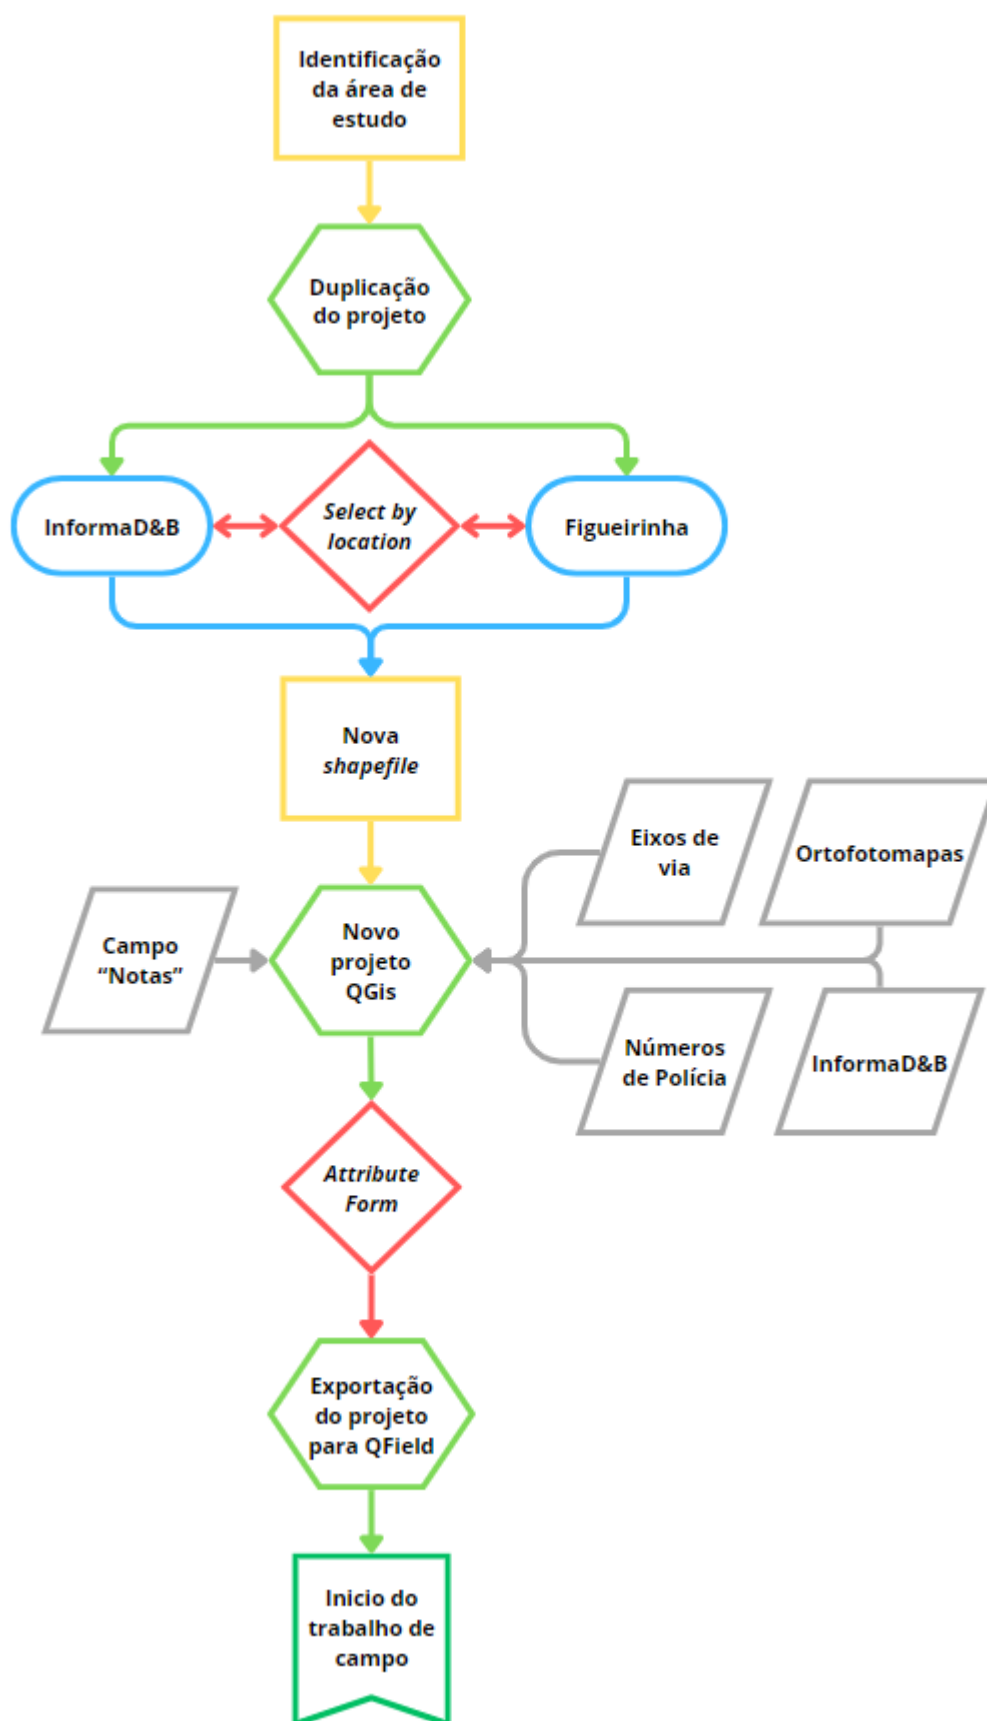 Identificação
da área de
estudo
Duplicação
do projeto
InformaD&B
Select by
location
Figueirinha
Nova
shapefile
Eixos de
via
Ortofotomapas
Campo
“Notas”
Novo
projeto
QGis
Números
de Polícia
InformaD&B
Attribute
Form
Exportação
do projeto
para QField
Inicio do
trabalho de
campo